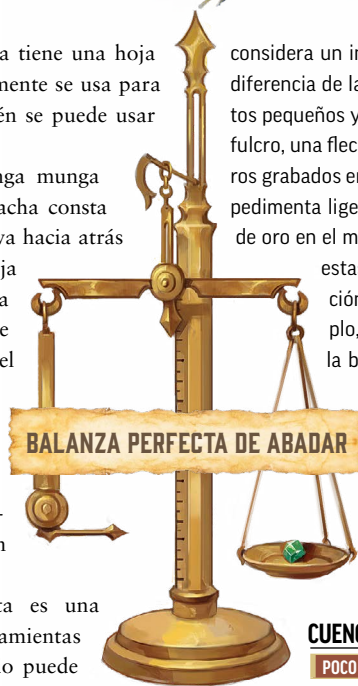 a tiene una hoja
mente se usa para
én se puede usar
nga munga
acha consta
va hacia atrás
ja
a
e
el
-
n
ta es una
amientas
o puede
considera un in
diferencia de la
tos pequeños y
fulcro, una flec
ros grabados en
pedimenta lige
de oro en el m
esta
ción
plo,
la b
BALANZA PERFECTA DE ABADAR
CUENC
POCO